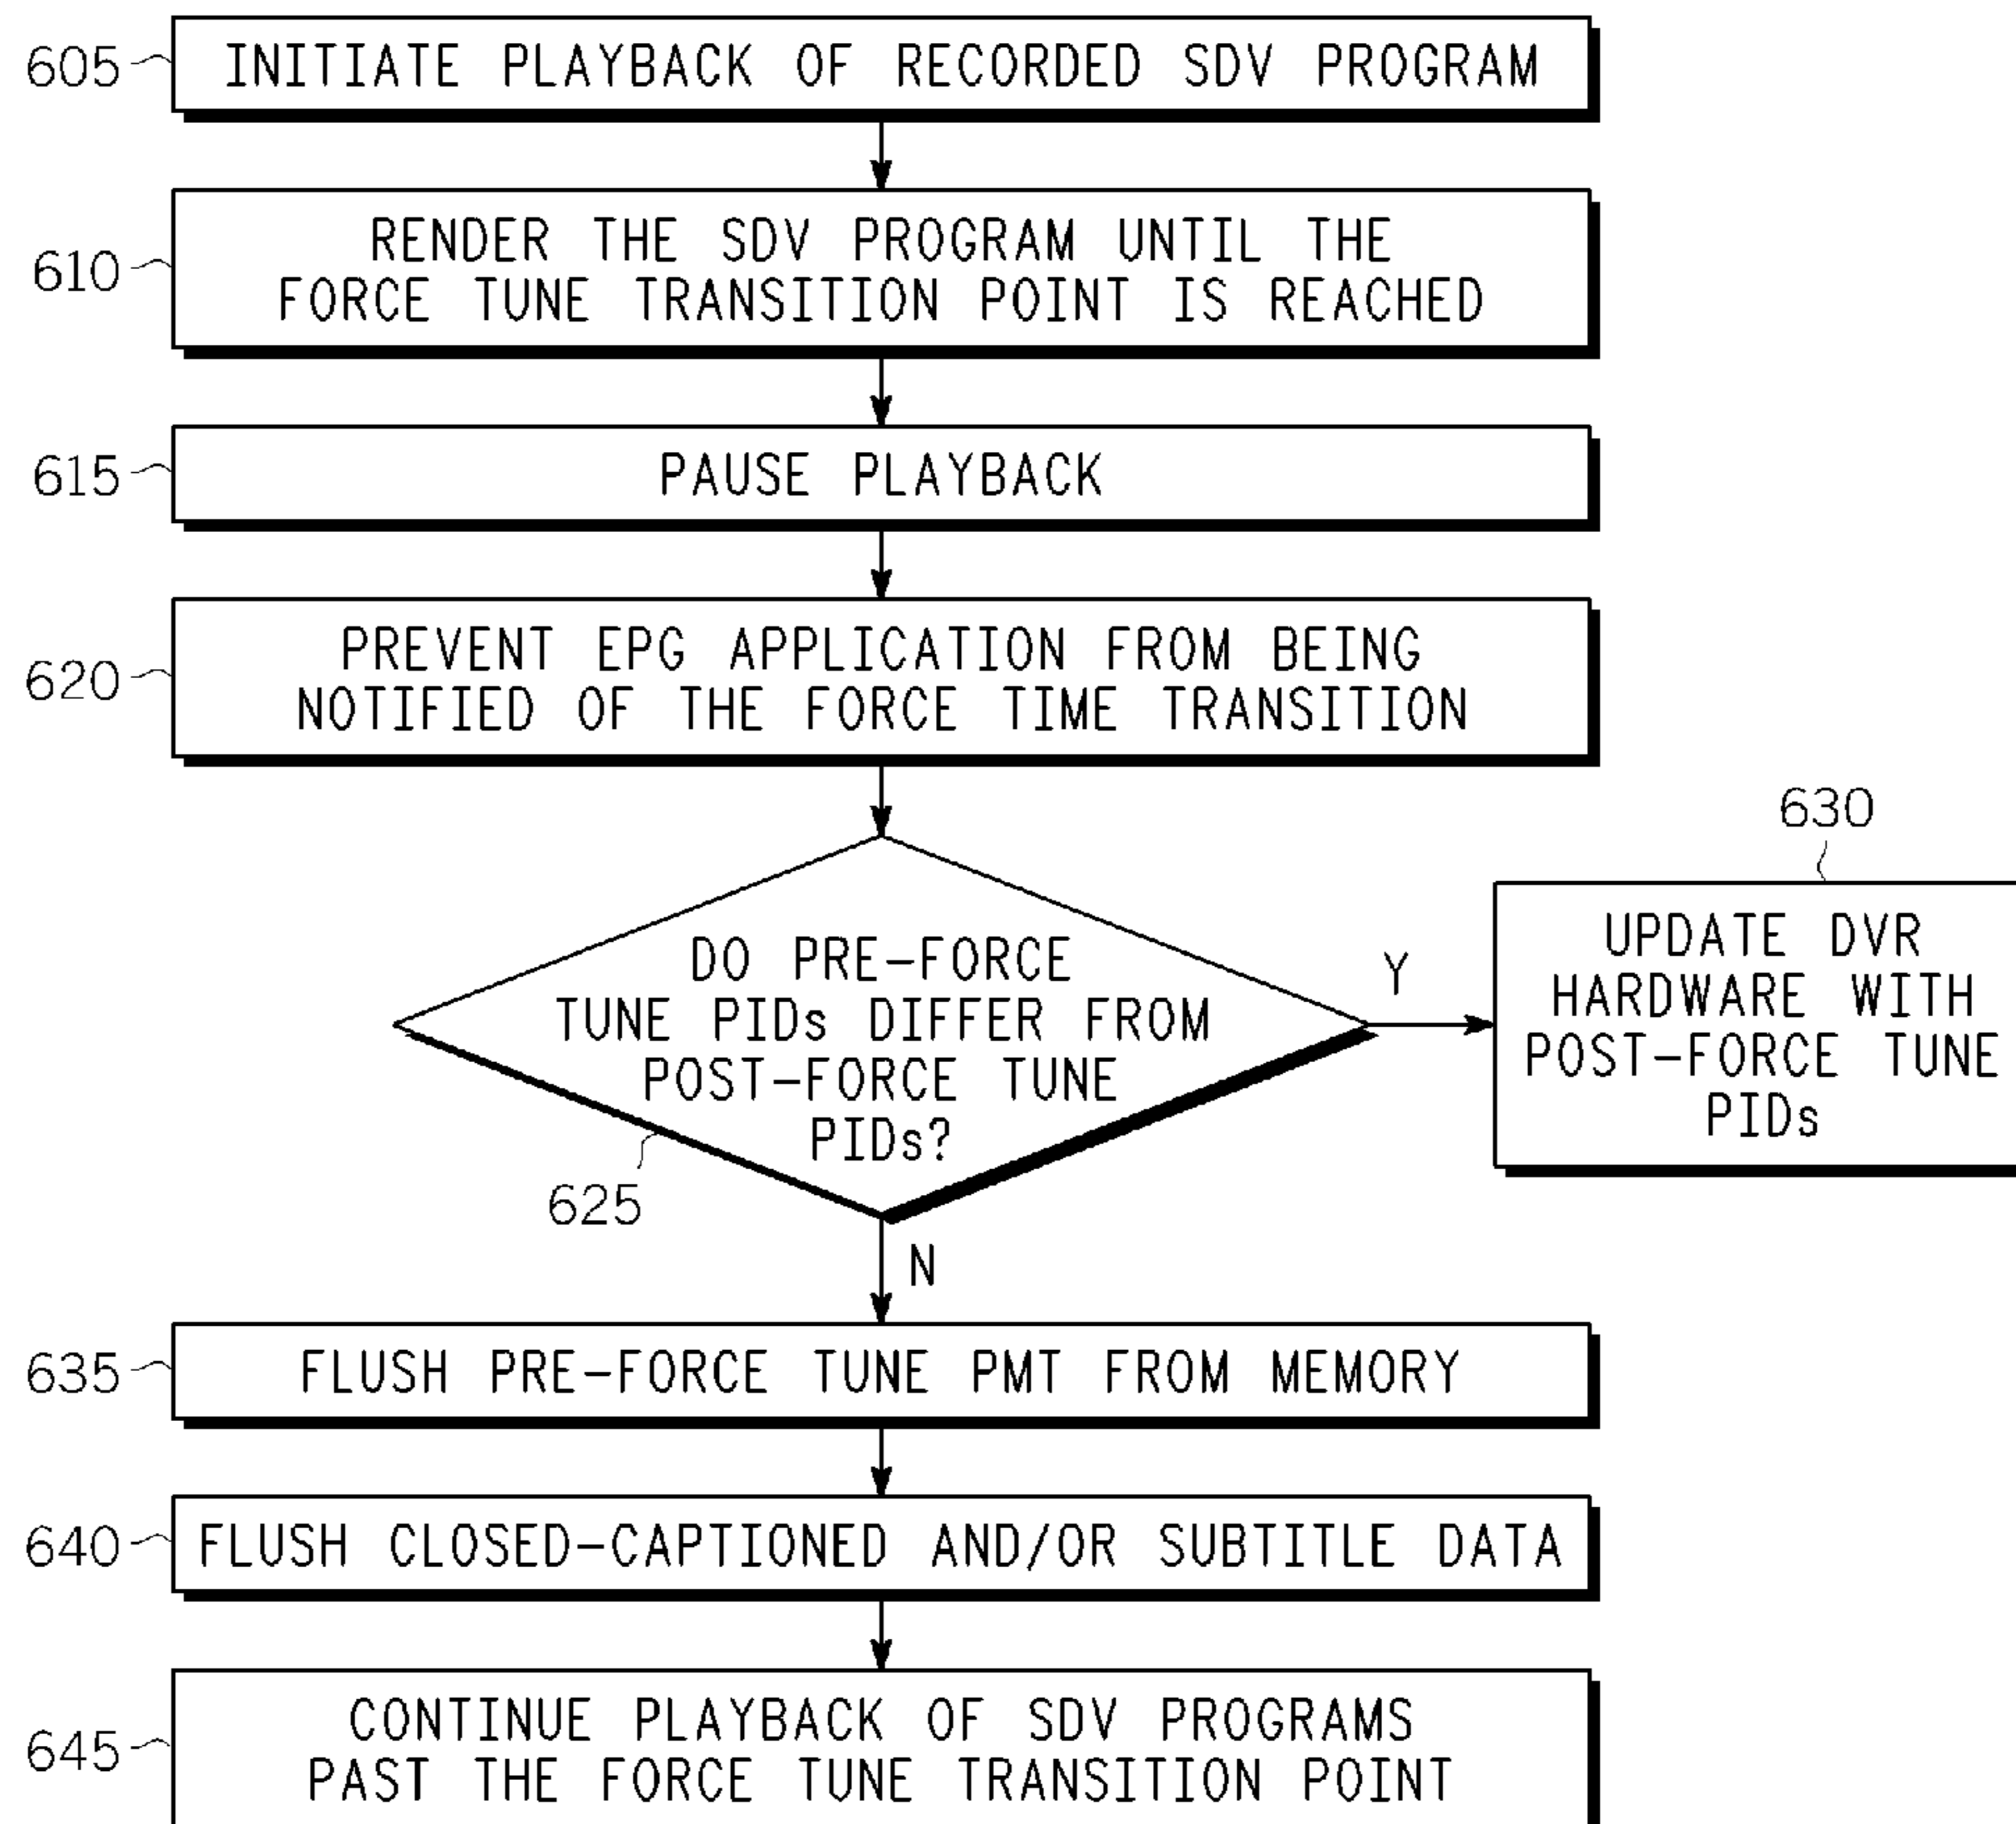 605
INITIATE PLAYBACK OF RECORDED SDV PROGRAM
610
RENDER THE SDV PROGRAM UNTIL THE
FORCE TUNE TRANSITION POINT IS REACHED
615
PAUSE PLAYBACK
620
PREVENT EPG APPLICATION FROM BEING
NOTIFIED OF THE FORCE TIME TRANSITION
625
DO PRE-FORCE
TUNE PIDs DIFFER FROM
POST-FORCE TUNE
PIDs?
Y
630
UPDATE DVR
HARDWARE WITH
POST-FORCE TUNE
PIDs
N
635
FLUSH PRE-FORCE TUNE PMT FROM MEMORY
640
FLUSH CLOSED-CAPTIONED AND/OR SUBTITLE DATA
645
CONTINUE PLAYBACK OF SDV PROGRAMS
PAST THE FORCE TUNE TRANSITION POINT